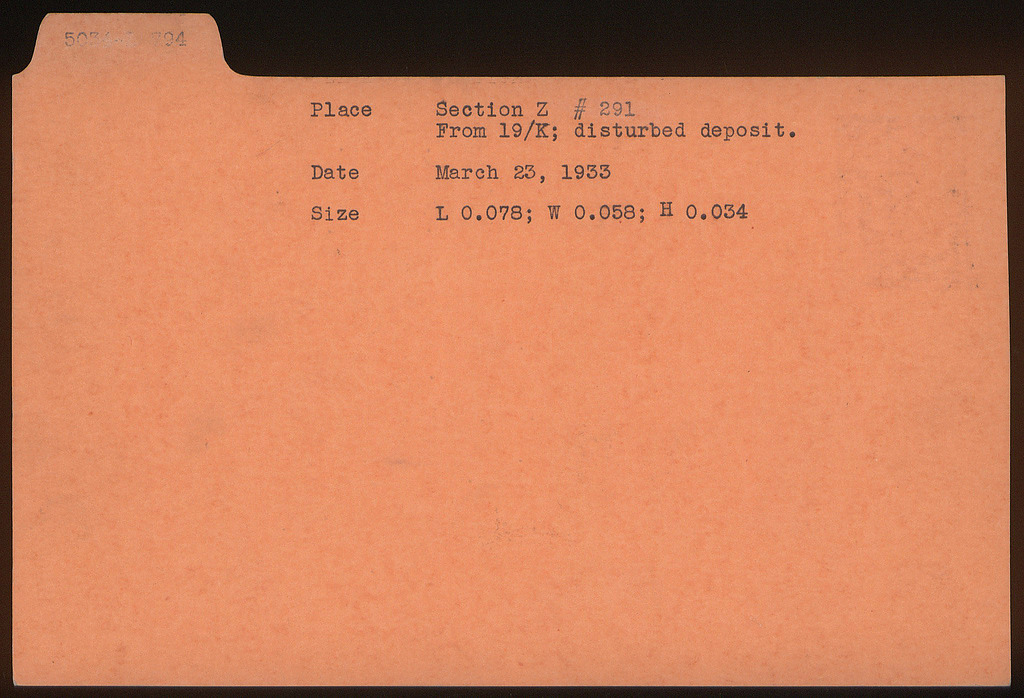 Place Section Z # 291
From 19/K; disturbed deposit.
Date March 23, 1933
Size L 0.078; W 0.058; H 0.034